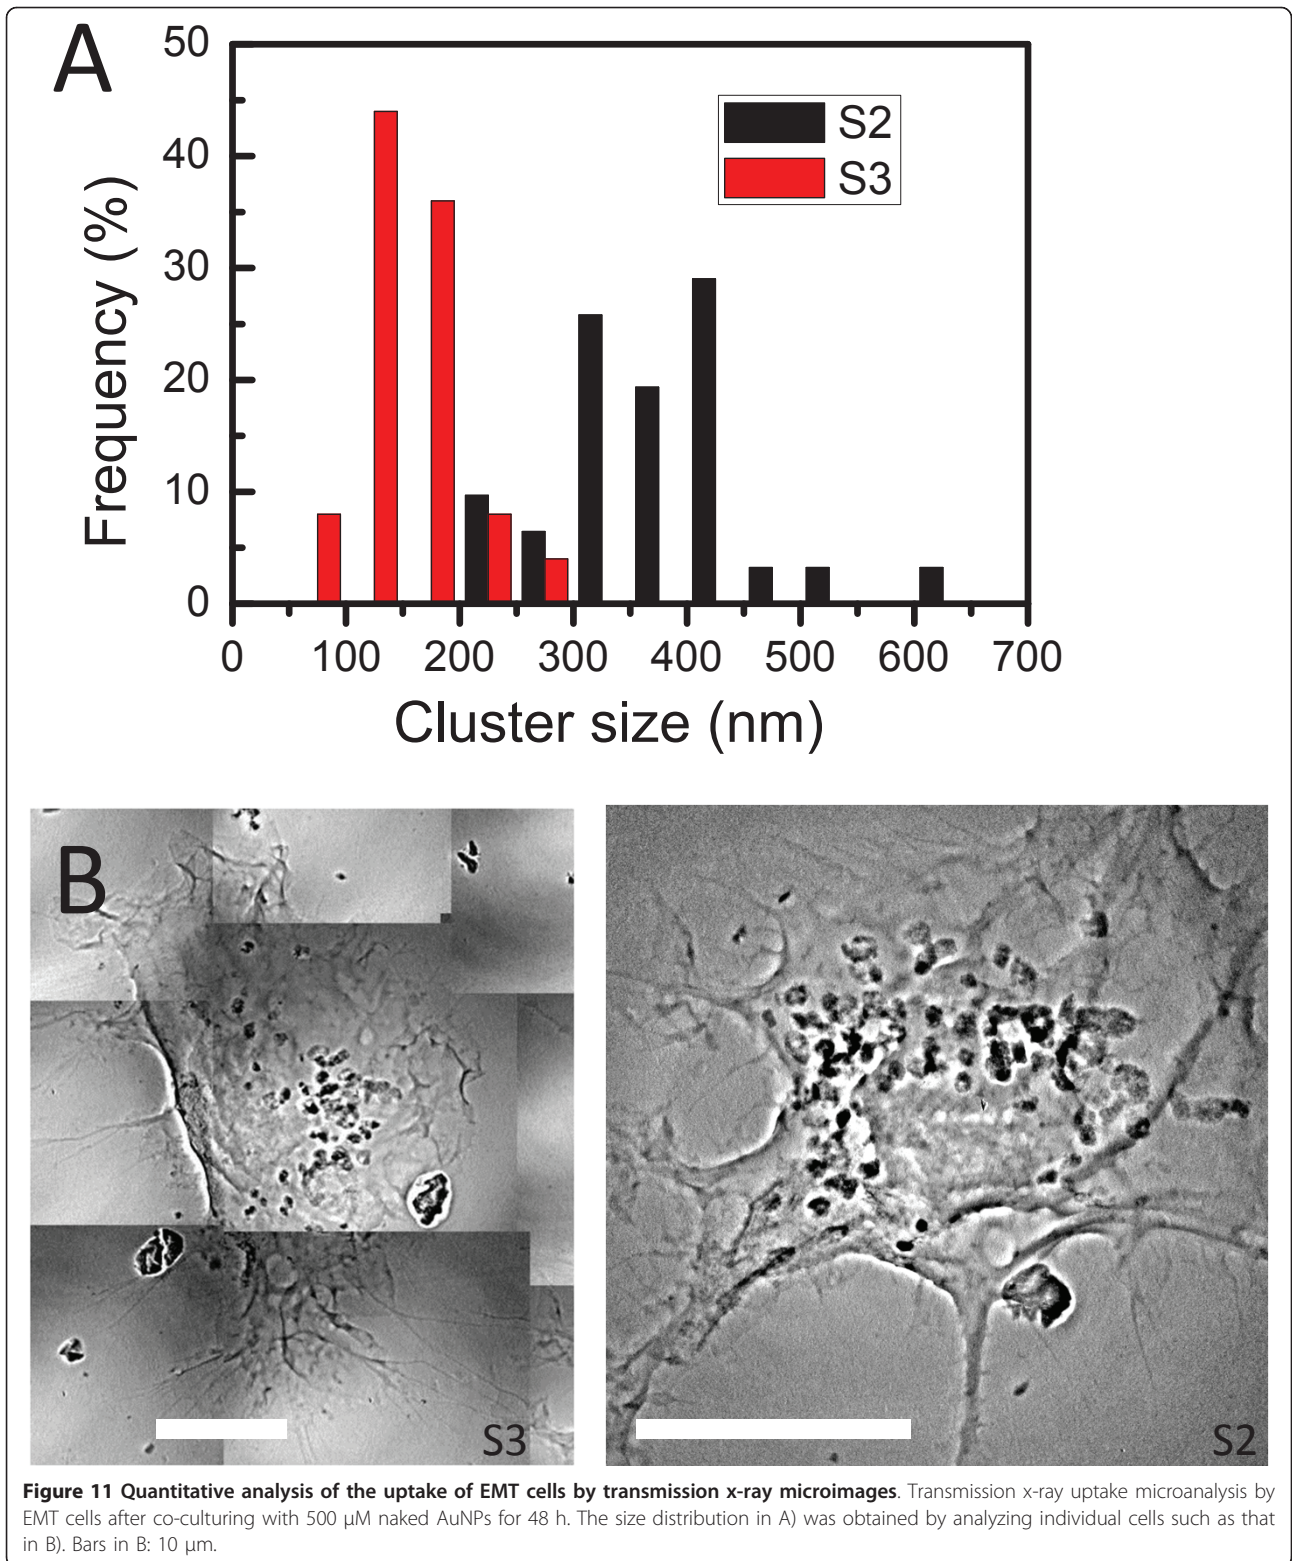 A
50
40
30
20
10
0
Frequency (%)
S2
S3
0 100 200 300 400 500 600 700
Cluster size (nm)
B
S3
S2
Figure 11 Quantitative analysis of the uptake of EMT cells by transmission x-ray microimages. Transmission x-ray uptake microanalysis by
EMT cells after co-culturing with 500 μM naked AuNPs for 48 h. The size distribution in A) was obtained by analyzing individual cells such as that
in B). Bars in B: 10 μm.